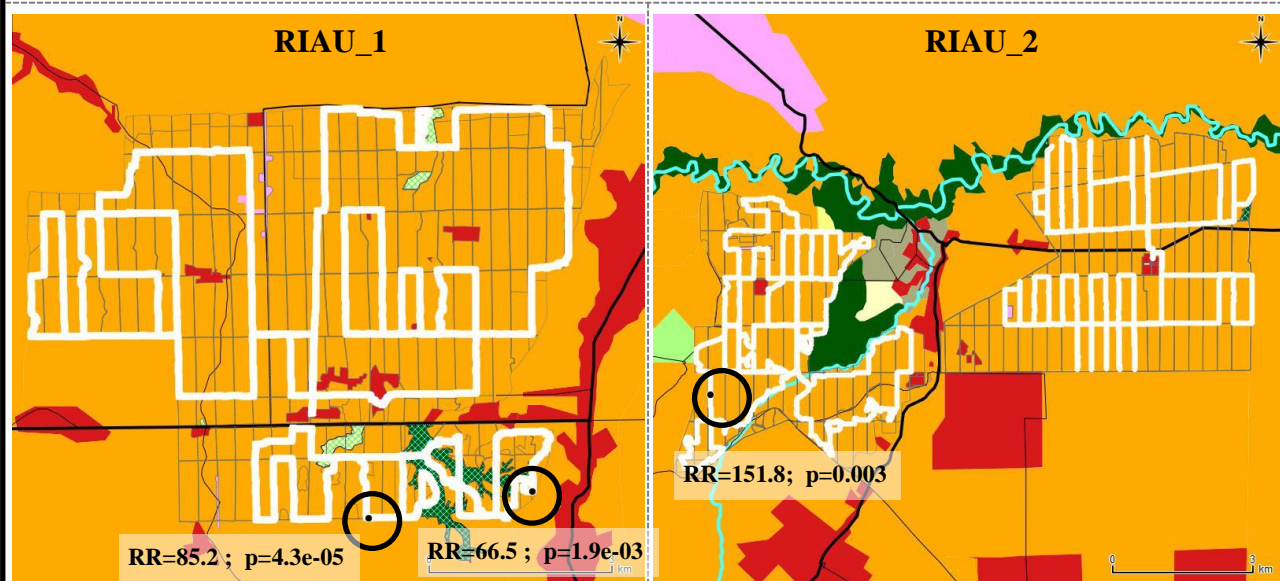 RIAU_1
N
RR=85.2 ; p=4.3e-05
RR=66.5 ; p=1.9e-03
0
km
RIAU_2
N
RR=151.8; p=0.003
0 3
km